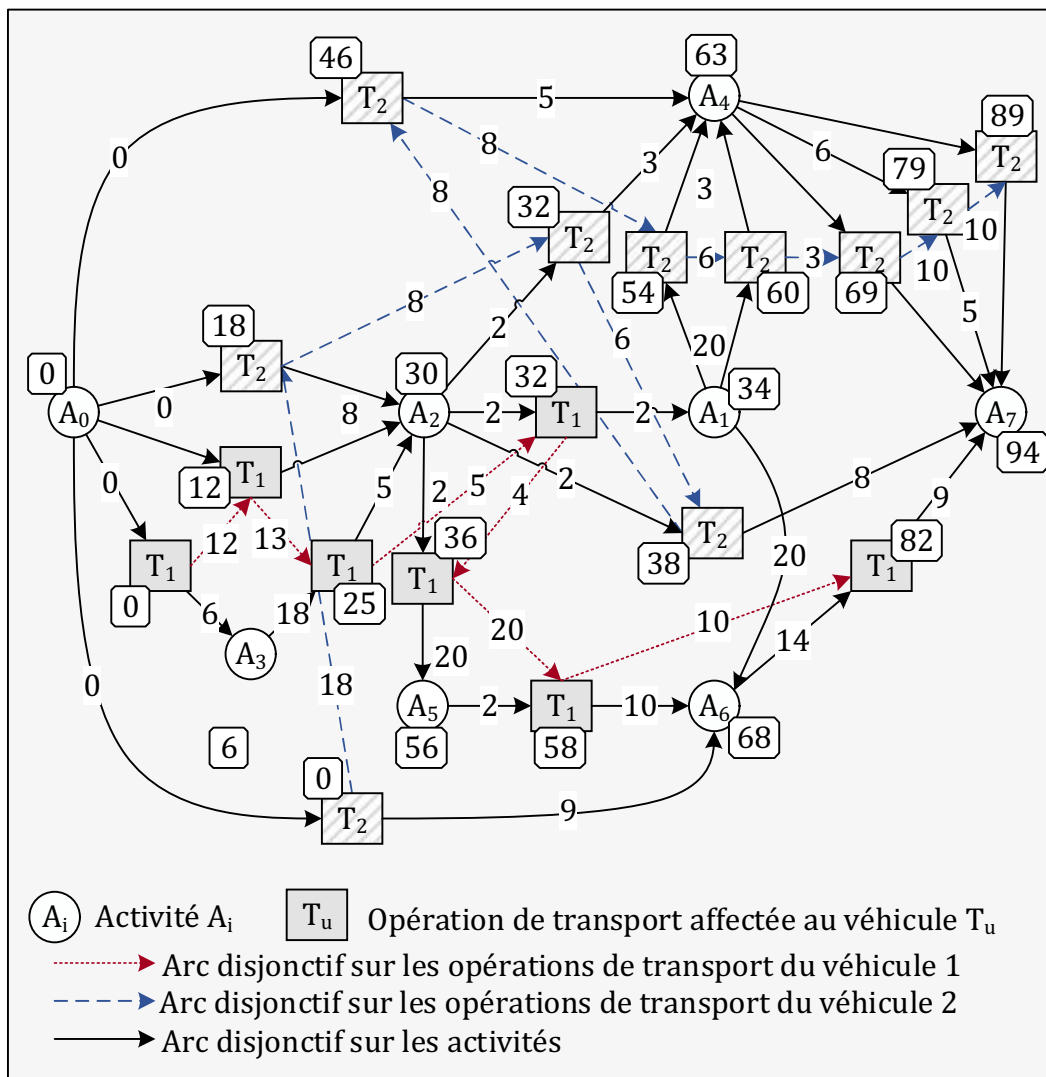 46
63
T₂
5
A₄
89
0
8
6
T₂
3
79
8
32
T₂
T₂
3
T₂
6
T₂
3
T₂
10
10
54
60
69
8
18
2
6
20
5
0
T₂
30
32
34
A₀
0
8
A₂
2
T₁
2
A₁
A₇
94
0
12
T₁
5
2
5
4
2
8
9
12
13
36
T₂
82
T₁
T₁
T₁
38
20
T₁
0
6
18
25
20
10
A₃
20
14
0
18
A₅
2
T₁
10
A₆
6
56
58
68
0
T₂
9
Aᵢ Activité Aᵢ Tᵤ Opération de transport affectée au véhicule Tᵤ
Arc disjonctif sur les opérations de transport du véhicule 1
Arc disjonctif sur les opérations de transport du véhicule 2
Arc disjonctif sur les activités